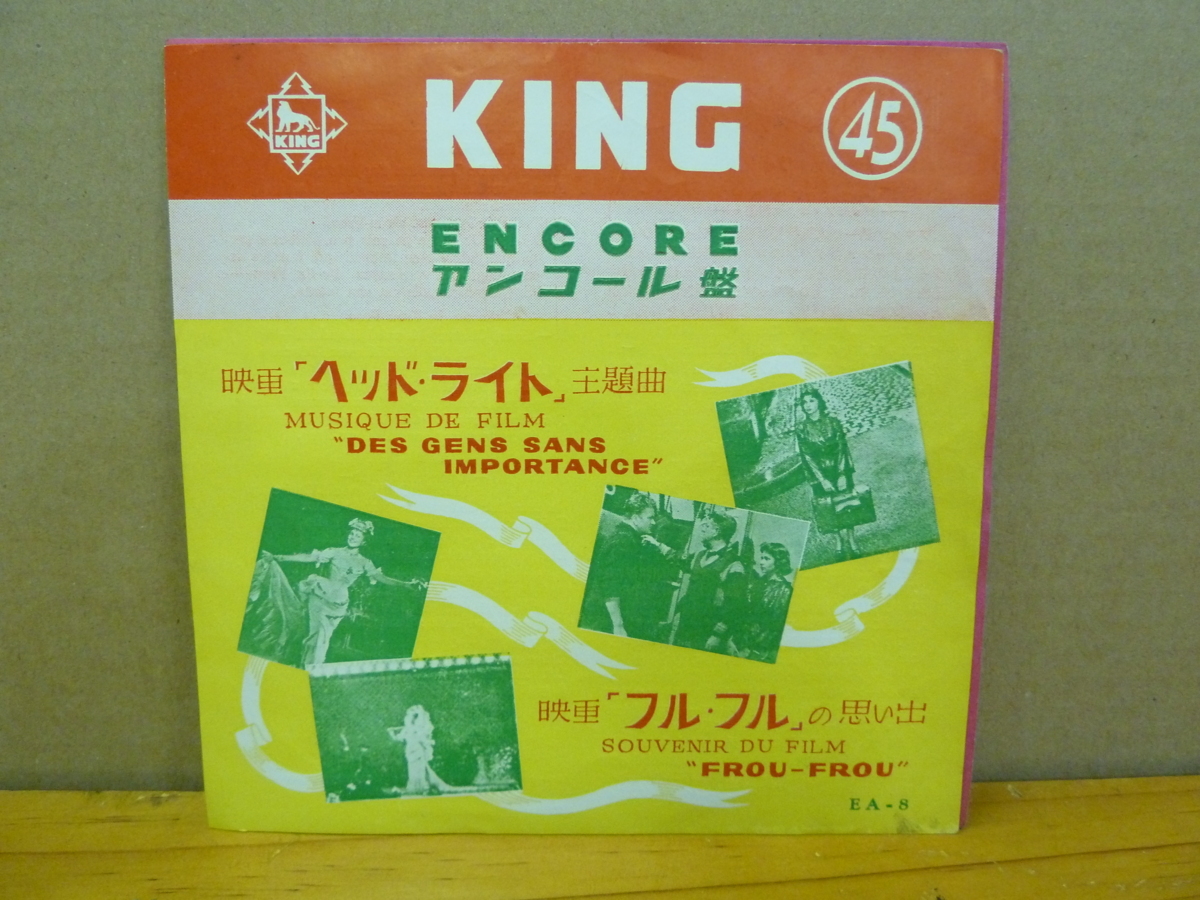 KING
KING
45
ENCORE
アンコール盤
映画「ヘッド・ライト」主題曲
MUSIQUE DE FILM
"DES GENS SANS
IMPORTANCE"
映画「フル・フル」の思い出
SOUVENIR DU FILM
"FROU-FROU"
EA-8